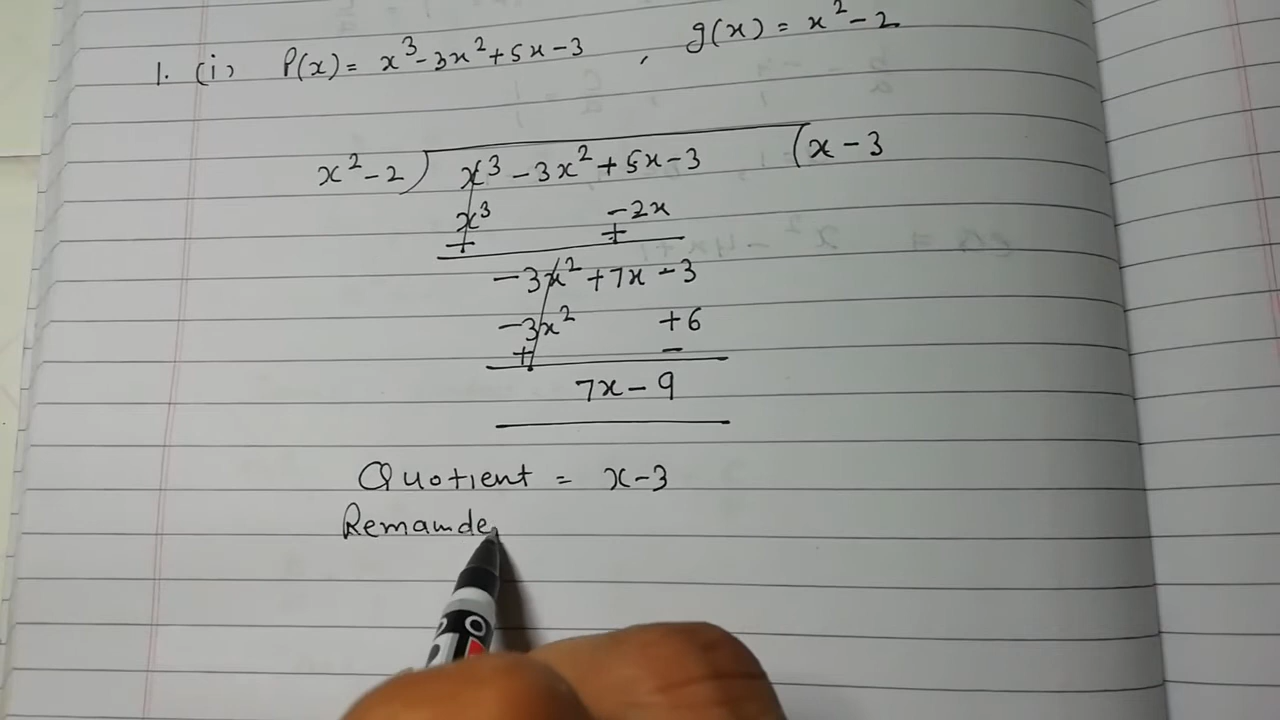 1. (i) P(x) = x³ - 3x² + 5x - 3 , g(x) = x² - 2
x² - 2 ) x³ - 3x² + 5x - 3 ( x - 3
x³ - 2x
- +
- 3x² + 7x - 3
- 3x² + 6
+ -
7x - 9
Quotient = x - 3
Remainde